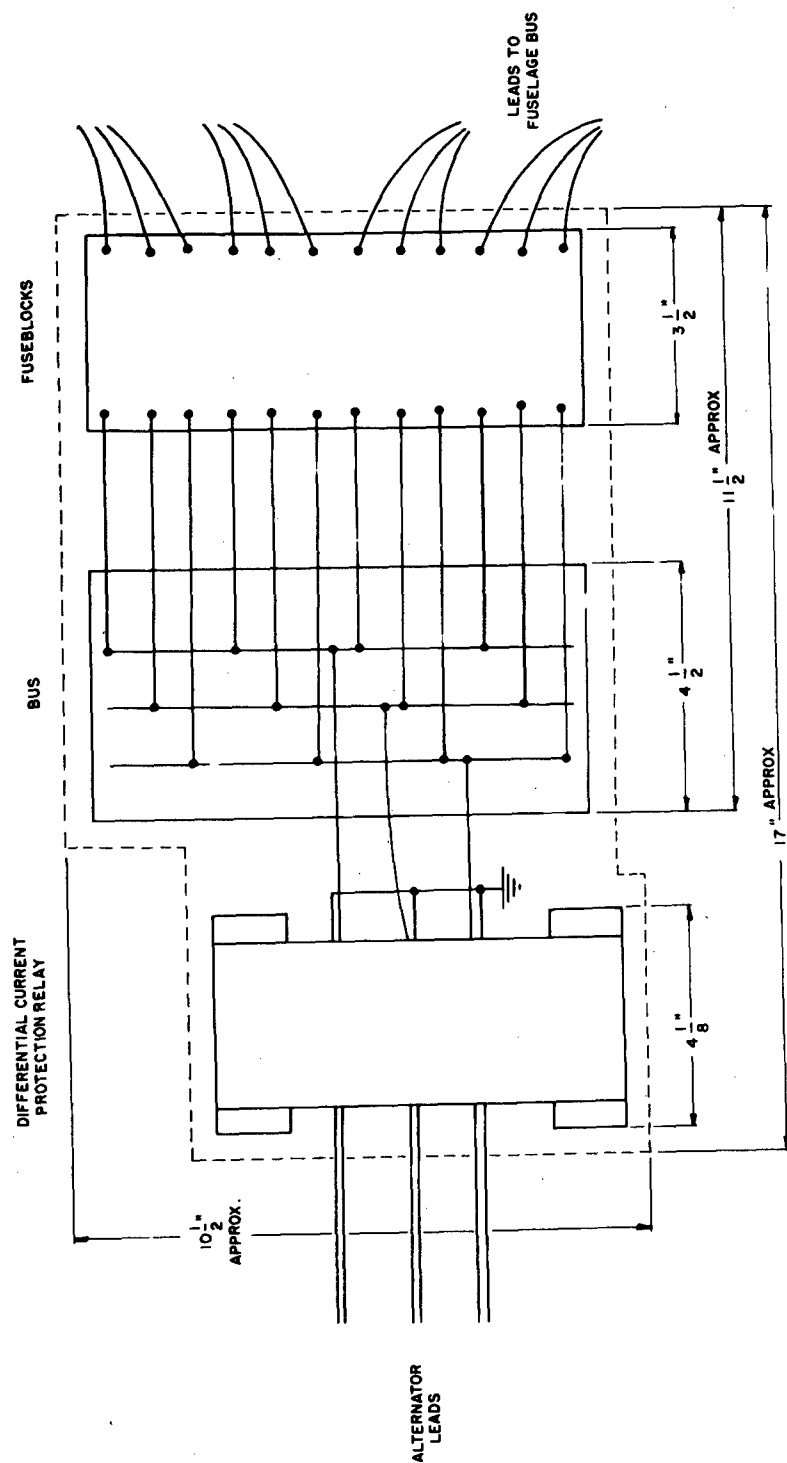 DIFFERENTIAL CURRENT
PROTECTION RELAY
BUS
FUSEBLOCKS
LEADS TO
FUSELAGE BUS
ALTERNATOR
LEADS
10 1/2"
APPROX.
4 1/8"
4 1/2"
3 1/2"
11 1/2" APPROX
17" APPROX